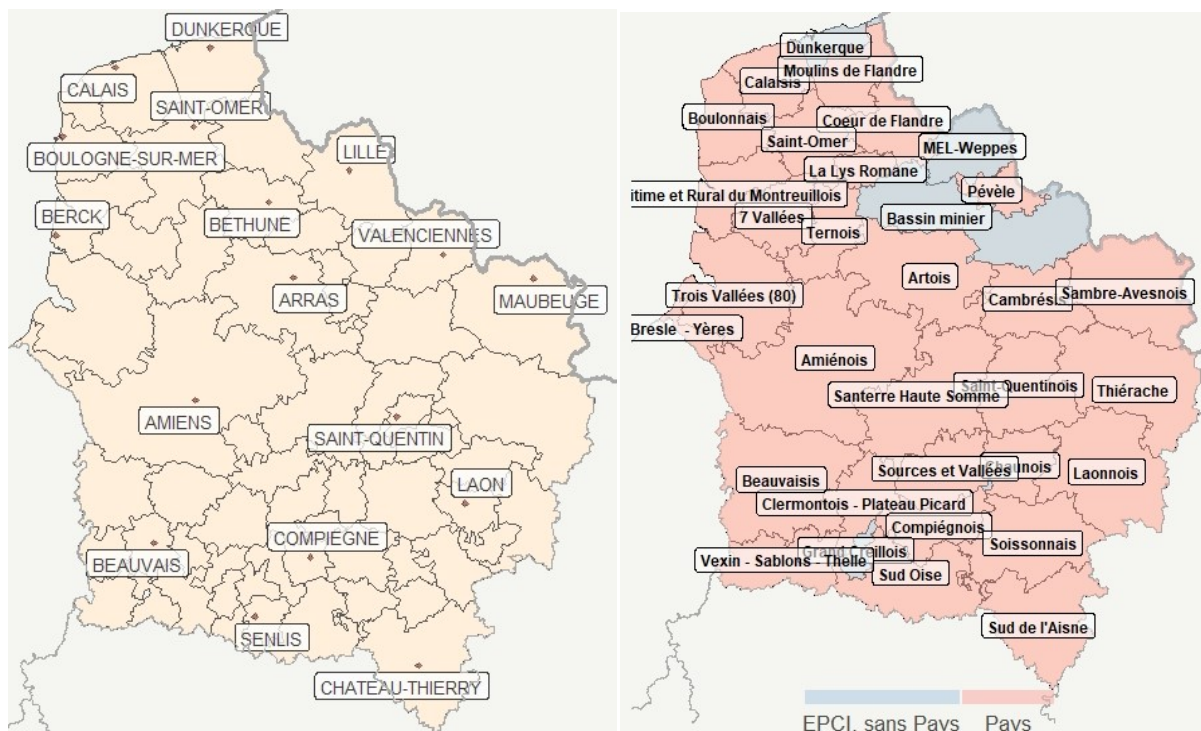 DUNKERQUE
CALAIS
SAINT-OMER
BOULOGNE-SUR-MER
LILLE
BERCK
BETHUNE
VALENCIENNES
ARRAS
MAUBEUGE
AMIENS
SAINT-QUENTIN
LAON
COMPIEGNE
BEAUVAIS
SENLIS
CHATEAU-THIERRY
Dunkerque
Moulins de Flandre
Calaisis
Boulonnais
Coeur de Flandre
Saint-Omer
MEL-Weppes
La Lys Romane
Pévèle
itime et Rural du Montreuillois
7 Vallées
Bassin minier
Ternois
Artois
Trois Vallées (80)
Cambrésis
Sambre-Avesnois
Bresle - Yères
Amiénois
Saint-Quentinois
Santerre Haute Somme
Thiérache
Sources et Vallées
Chaunois
Laonnois
Beauvaisis
Clermontois - Plateau Picard
Compiégnois
Soissonnais
Grand Creillois
Vexin - Sablons - Thelle
Sud Oise
Sud de l'Aisne
EPCI, sans Pays
Pays